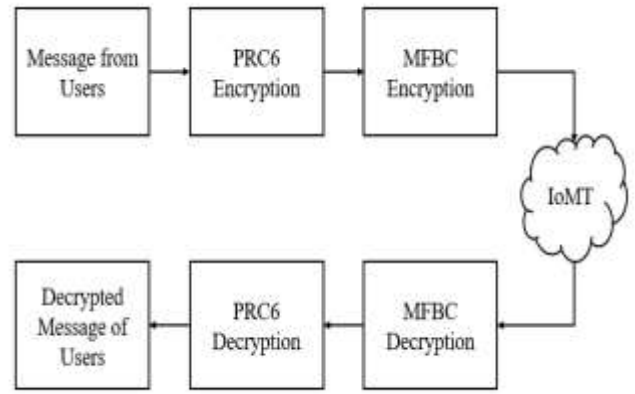 Message from
Users
PRC6
Encryption
MFBC
Encryption
IoMT
Decrypted
Message of
Users
PRC6
Decryption
MFBC
Decryption